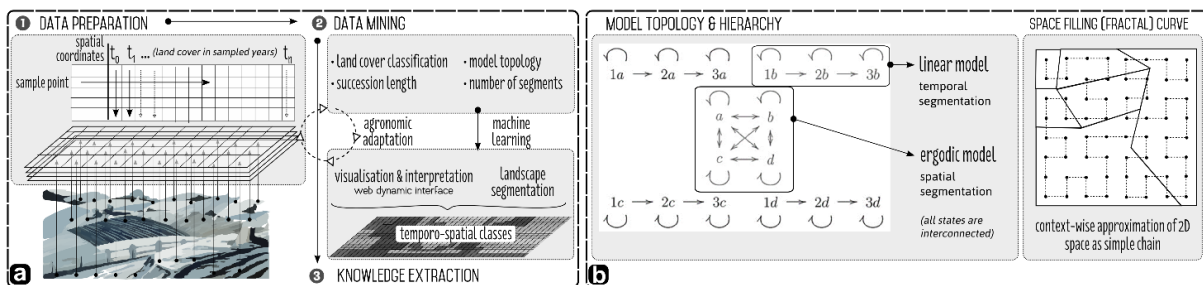 1 DATA PREPARATION
spatial
coordinates
t0 t1 ... (land cover in sampled years) tn
sample point
2 DATA MINING
• land cover classification
• succession length
• model topology
• number of segments
agronomic
adaptation
machine
learning
visualisation & interpretation
web dynamic interface
landscape
segmentation
temporo-spatial classes
3 KNOWLEDGE EXTRACTION
a
MODEL TOPOLOGY & HIERARCHY
1a → 2a → 3a
1b → 2b → 3b
a b
c d
1c → 2c → 3c
1d → 2d → 3d
linear model
temporal
segmentation
ergodic model
spatial
segmentation
(all states are
interconnected)
SPACE FILLING (FRACTAL) CURVE
context-wise approximation of 2D
space as simple chain
b